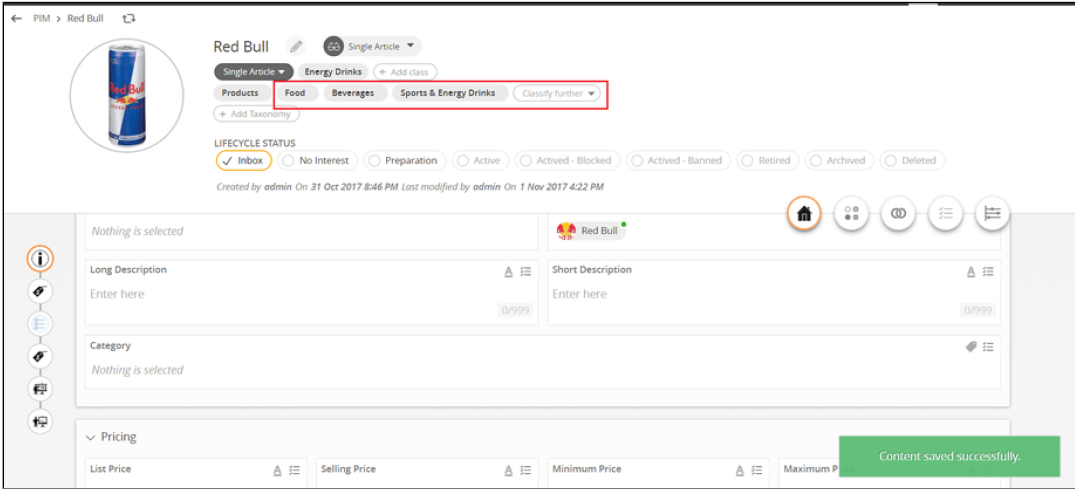 PIM > Red Bull
Red Bull Single Article
Single Article Energy Drinks + Add class
Products Food Beverages Sports & Energy Drinks Classify further
+ Add Taxonomy
LIFECYCLE STATUS
Inbox No Interest Preparation Active Actived - Blocked Actived - Banned Retired Archived Deleted
Created by admin On 31 Oct 2017 8:46 PM Last modified by admin On 1 Nov 2017 4:22 PM
Nothing is selected Red Bull
Long Description Short Description
Enter here Enter here
0/999 0/999
Category
Nothing is selected
Pricing
Content saved successfully.
List Price Selling Price Minimum Price Maximum P